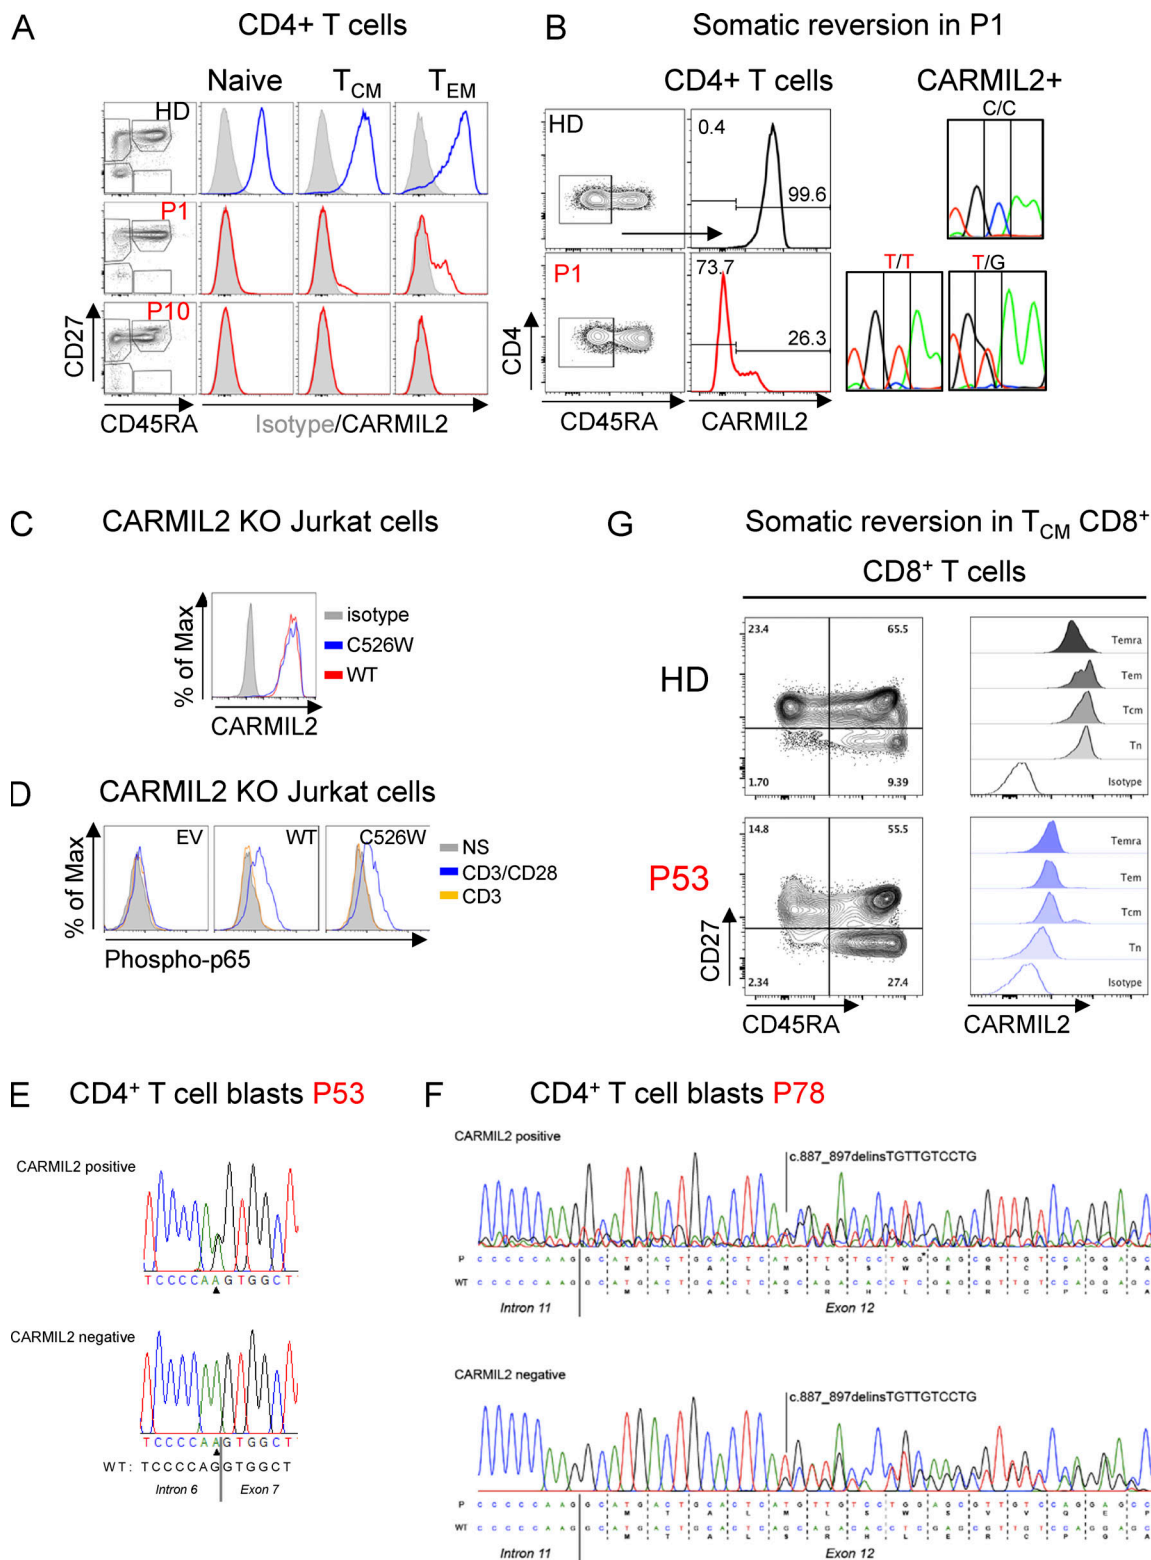 A
CD4+ T cells
Naive
TCM
TEM
HD
P1
P10
CD27
CD45RA
Isotype/CARMIL2
B
Somatic reversion in P1
CD4+ T cells
CARMIL2+
HD
0.4
99.6
C/C
P1
73.7
26.3
T/T
T/G
CD4
CD45RA
CARMIL2
C
CARMIL2 KO Jurkat cells
% of Max
isotype
C526W
WT
CARMIL2
D
CARMIL2 KO Jurkat cells
% of Max
EV
WT
C526W
NS
CD3/CD28
CD3
Phospho-p65
G
Somatic reversion in TCM CD8+
CD8+ T cells
HD
23.4
65.5
1.70
9.39
Temra
Tem
Tcm
Tn
Isotype
P53
14.8
55.5
2.34
27.4
Temra
Tem
Tcm
Tn
Isotype
CD27
CD45RA
CARMIL2
E
CD4+ T cell blasts P53
CARMIL2 positive
TCCCCAAGTGGCT
CARMIL2 negative
TCCCCAAGTGGCT
WT: TCCCCAGGTGGCT
Intron 6
Exon 7
F
CD4+ T cell blasts P78
CARMIL2 positive
c.887_897delinsTGTTGTCCTG
P
WT
Intron 11
Exon 12
CARMIL2 negative
c.887_897delinsTGTTGTCCTG
P
WT
Intron 11
Exon 12